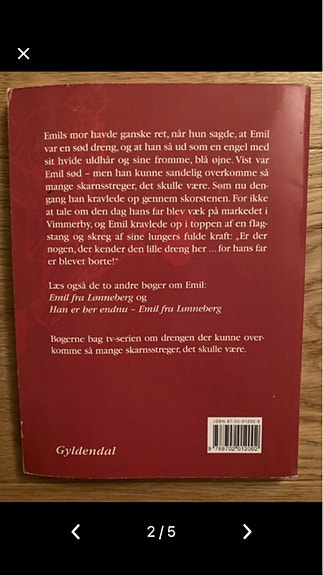 Emils mor havde ganske ret, når hun sagde, at Emil
var en sød dreng, og at han så ud som en engel med
sit hvide uldhår og sine fromme, blå øjne. Vist var
Emil sød – men han kunne sandelig overkomme så
mange skarnsstreger, det skulle være. Som nu den-
gang han kravlede op gennem skorstenen. For ikke
at tale om den dag hans far blev væk på markedet i
Vimmerby, og Emil kravlede op i toppen af en flag-
stang og skreg af sine lungers fulde kraft: „Er der
nogen, der kender den lille dreng her ... for hans far
er blevet borte!“
Læs også de to andre bøger om Emil:
Emil fra Lønneberg og
Han er her endnu – Emil fra Lønneberg
Bøgerne bag tv-serien om drengen der kunne over-
komme så mange skarnsstreger, det skulle være.
Gyldendal
9 788702 012002
2/5